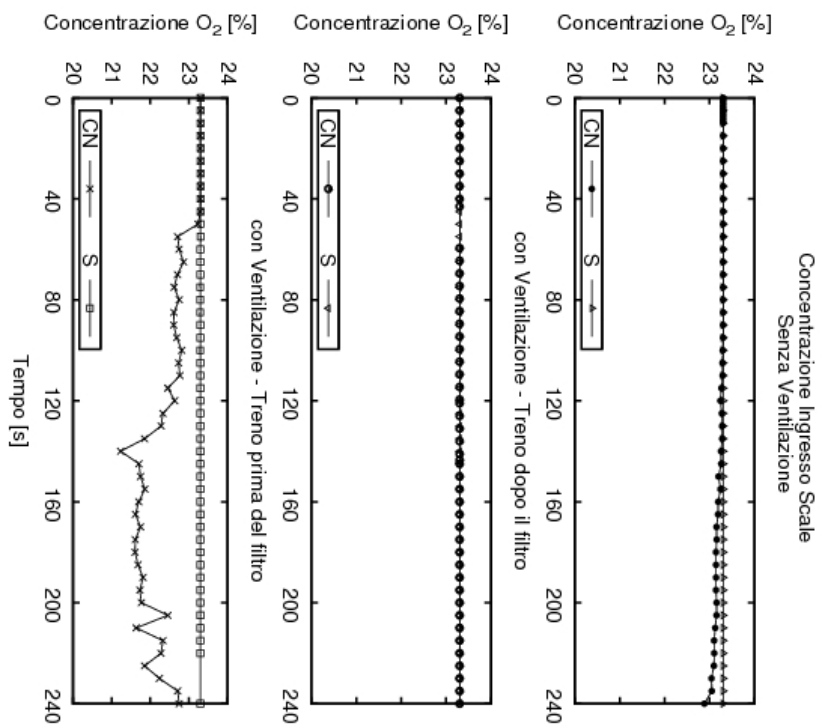 Concentrazione Ingresso Scale
Senza Ventilazione
Concentrazione O2 [%]
24
23
22
21
20
CN
S
0
40
80
120
160
200
240
con Ventilazione - Treno dopo il filtro
Concentrazione O2 [%]
24
23
22
21
20
CN
S
0
40
80
120
160
200
240
con Ventilazione - Treno prima del filtro
Concentrazione O2 [%]
24
23
22
21
20
CN
S
0
40
80
120
160
200
240
Tempo [s]